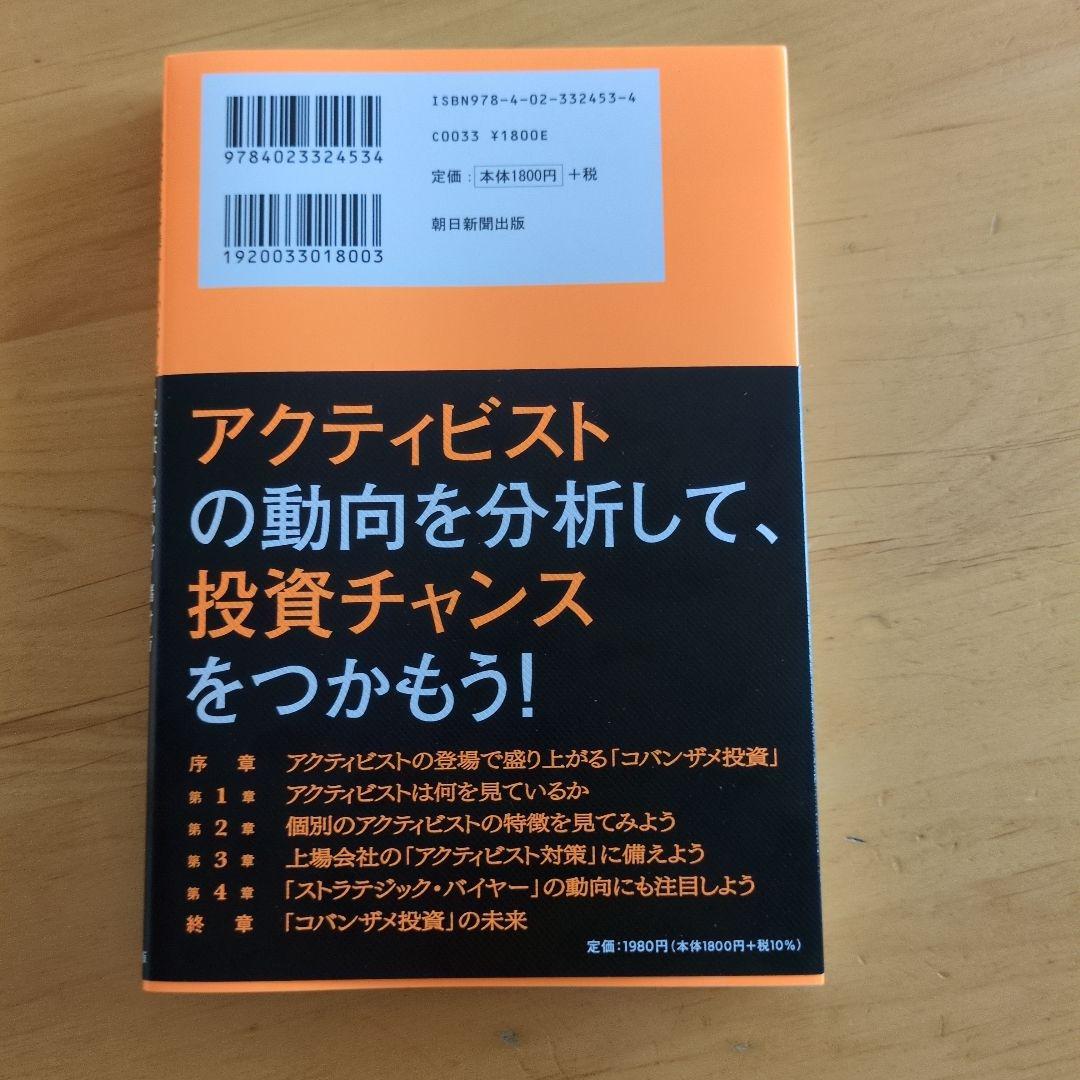 ISBN978-4-02-332453-4
C0033 ¥1800E
定価：本体1800円＋税
朝日新聞出版
9784023324534
1920033018003
アクティビスト
の動向を分析して、
投資チャンス
をつかもう！
序章 アクティビストの登場で盛り上がる「コバンザメ投資」
第1章 アクティビストは何を見ているか
第2章 個別のアクティビストの特徴を見てみよう
第3章 上場会社の「アクティビスト対策」に備えよう
第4章 「ストラテジック・バイヤー」の動向にも注目しよう
終章 「コバンザメ投資」の未来
定価：1980円（本体1800円＋税10％）